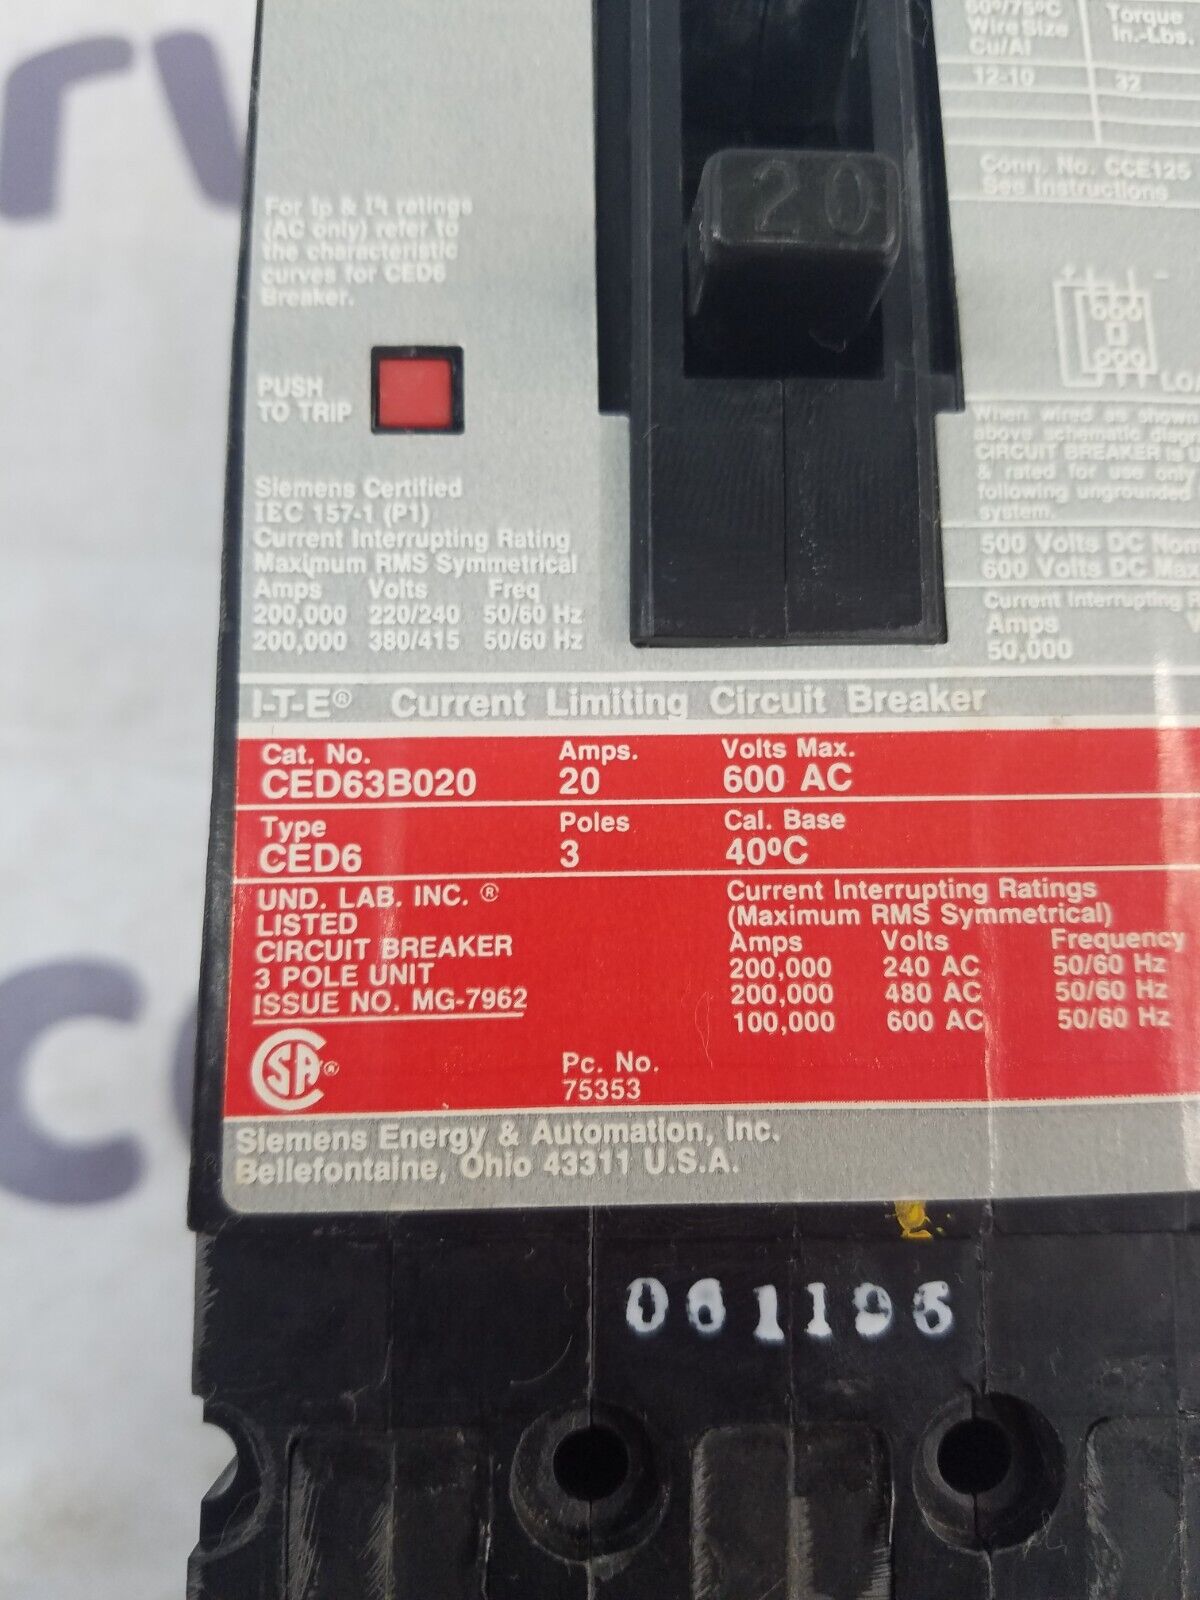 rv
60º/75ºC
Wire Size
Cu/Al
Torque
In.-Lbs.
12-10 32
Conn. No. CCE125
See Instructions
20
For Ip & I²t ratings
(AC only) refer to
the characteristic
curves for CED6
Breaker.
PUSH
TO TRIP
When wired as shown
above schematic
CIRCUIT BREAKER is
& rated for use only
following ungrounded
system.
500 Volts DC
600 Volts DC
Current Interrupting
Amps
50,000
Siemens Certified
IEC 157-1 (P1)
Current Interrupting Rating
Maximum RMS Symmetrical
Amps Volts Freq
200,000 220/240 50/60 Hz
200,000 380/415 50/60 Hz
I-T-E® Current Limiting Circuit Breaker
Cat. No. Amps. Volts Max.
CED63B020 20 600 AC
Type Poles Cal. Base
CED6 3 40ºC
UND. LAB. INC. ®
LISTED
CIRCUIT BREAKER
3 POLE UNIT
ISSUE NO. MG-7962
Current Interrupting Ratings
(Maximum RMS Symmetrical)
Amps Volts Frequency
200,000 240 AC 50/60 Hz
200,000 480 AC 50/60 Hz
100,000 600 AC 50/60 Hz
CSA®
Pc. No.
75353
Siemens Energy & Automation, Inc.
Bellefontaine, Ohio 43311 U.S.A.
061196